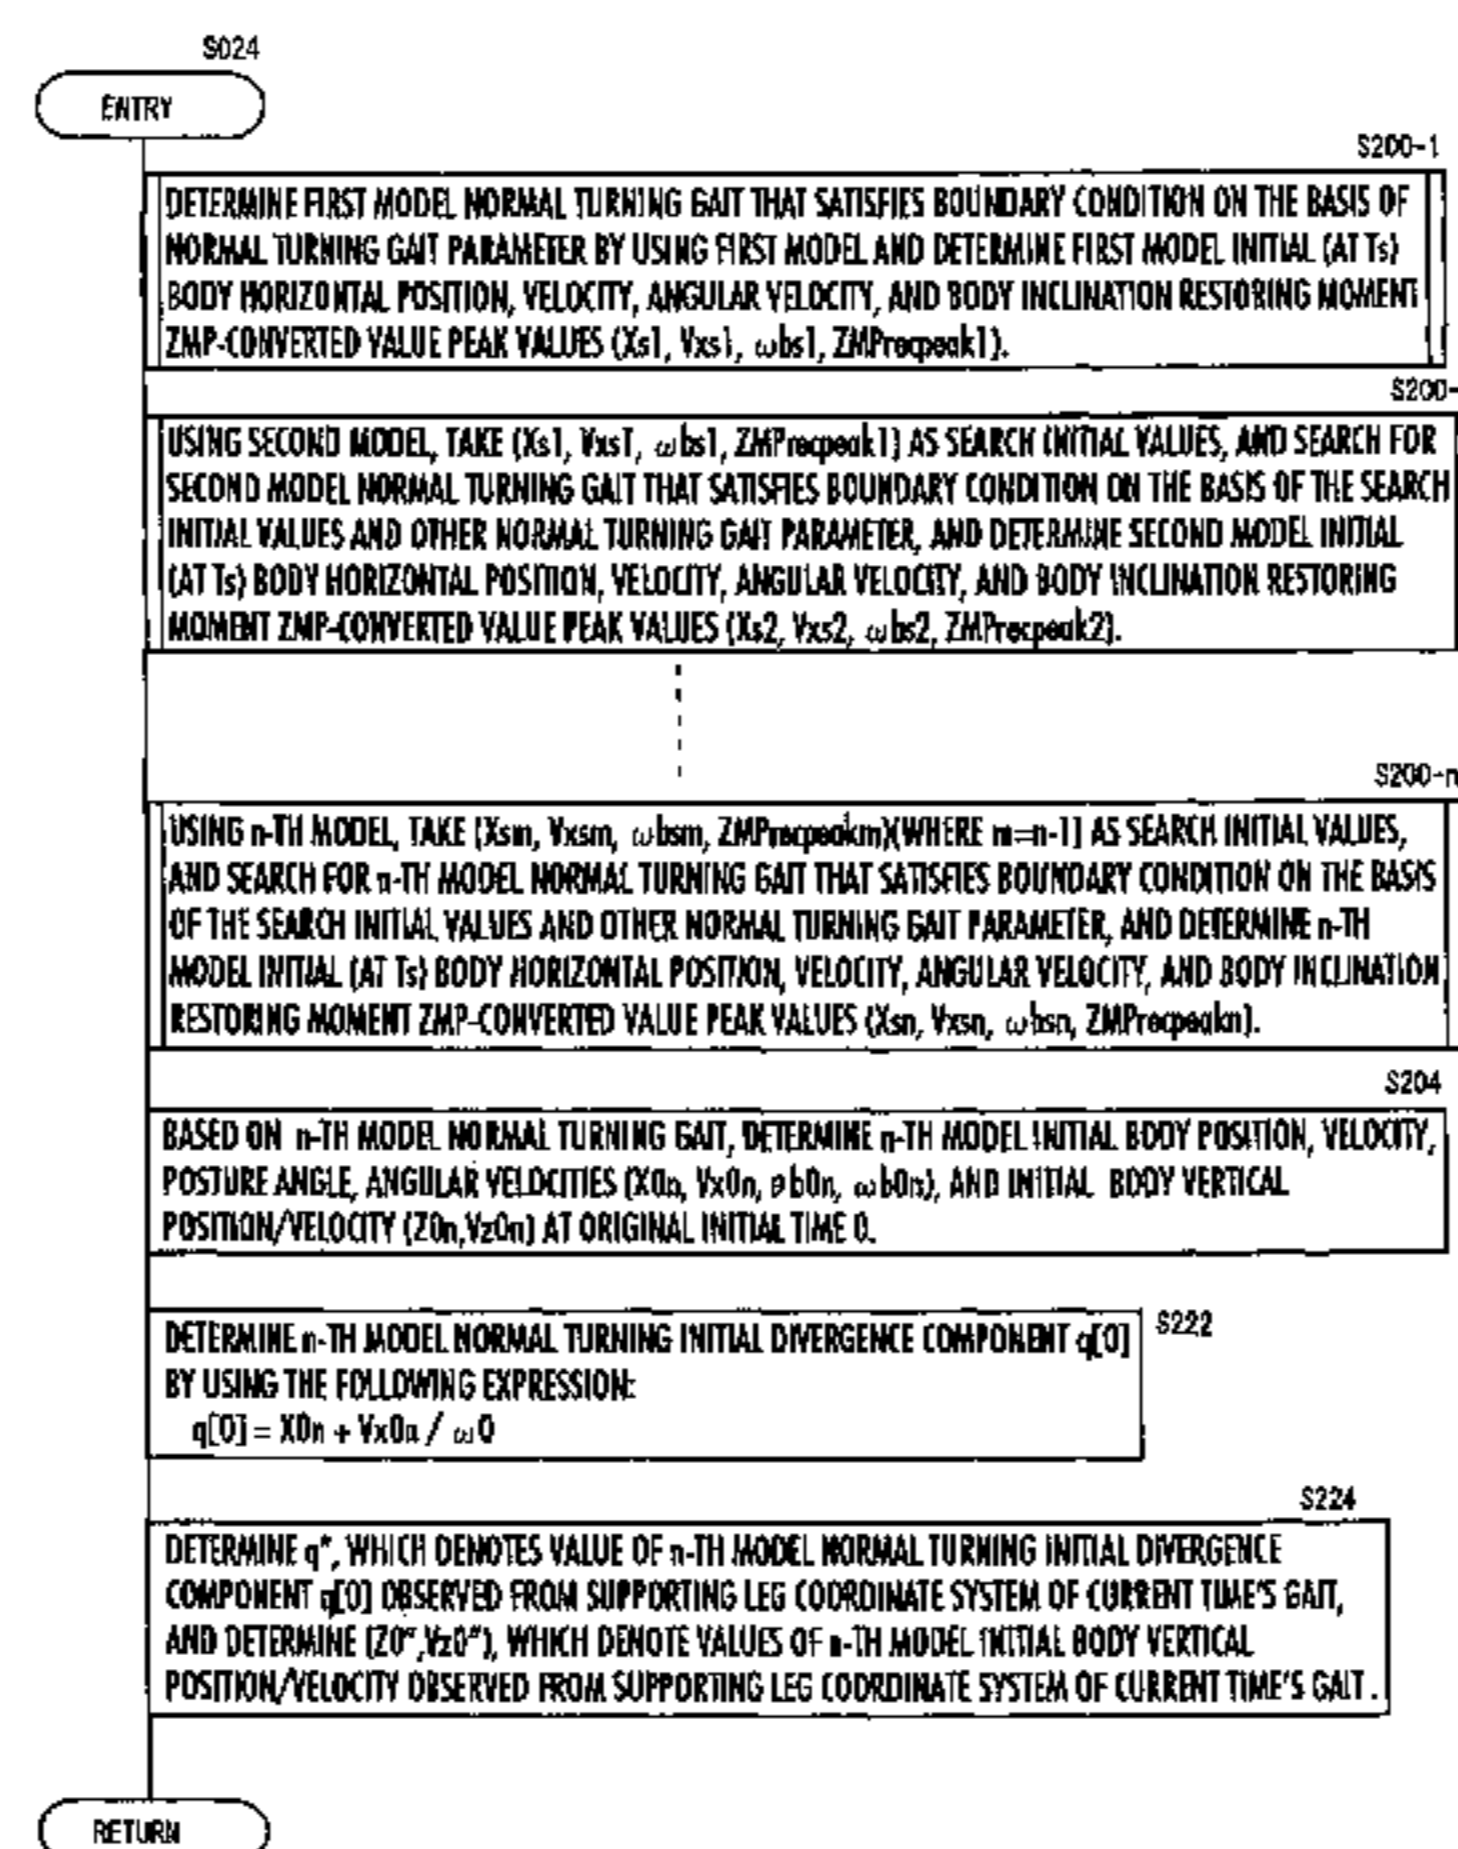 S024
ENTRY
S200-1
DETERMINE FIRST MODEL NORMAL TURNING GAIT THAT SATISFIES BOUNDARY CONDITION ON THE BASIS OF
NORMAL TURNING GAIT PARAMETER BY USING FIRST MODEL AND DETERMINE FIRST MODEL INITIAL (AT Ts)
BODY HORIZONTAL POSITION, VELOCITY, ANGULAR VELOCITY, AND BODY INCLINATION RESTORING MOMENT
ZMP-CONVERTED VALUE PEAK VALUES (Xs1, Vxs1, ωbs1, ZMPrecpeak1).
S200-
USING SECOND MODEL, TAKE (Xs1, Vxs1, ωbs1, ZMPrecpeak1) AS SEARCH INITIAL VALUES, AND SEARCH FOR
SECOND MODEL NORMAL TURNING GAIT THAT SATISFIES BOUNDARY CONDITION ON THE BASIS OF THE SEARCH
INITIAL VALUES AND OTHER NORMAL TURNING GAIT PARAMETER, AND DETERMINE SECOND MODEL INITIAL
(AT Ts) BODY HORIZONTAL POSITION, VELOCITY, ANGULAR VELOCITY, AND BODY INCLINATION RESTORING
MOMENT ZMP-CONVERTED VALUE PEAK VALUES (Xs2, Vxs2, ωbs2, ZMPrecpeak2).
S200-n
USING n-TH MODEL, TAKE (Xsm, Vxsm, ωbsm, ZMPrecpeakm)(WHERE m=n-1) AS SEARCH INITIAL VALUES,
AND SEARCH FOR n-TH MODEL NORMAL TURNING GAIT THAT SATISFIES BOUNDARY CONDITION ON THE BASIS
OF THE SEARCH INITIAL VALUES AND OTHER NORMAL TURNING GAIT PARAMETER, AND DETERMINE n-TH
MODEL INITIAL (AT Ts) BODY HORIZONTAL POSITION, VELOCITY, ANGULAR VELOCITY, AND BODY INCLINATION
RESTORING MOMENT ZMP-CONVERTED VALUE PEAK VALUES (Xsn, Vxsn, ωbsn, ZMPrecpeakn).
S204
BASED ON n-TH MODEL NORMAL TURNING GAIT, DETERMINE n-TH MODEL INITIAL BODY POSITION, VELOCITY,
POSTURE ANGLE, ANGULAR VELOCITIES (X0n, Vx0n, θb0n, ωb0n), AND INITIAL BODY VERTICAL
POSITION/VELOCITY (Z0n,Vz0n) AT ORIGINAL INITIAL TIME 0.
S222
DETERMINE n-TH MODEL NORMAL TURNING INITIAL DIVERGENCE COMPONENT q[0]
BY USING THE FOLLOWING EXPRESSION:
q[0] = X0n + Vx0n / ω0
S224
DETERMINE q", WHICH DENOTES VALUE OF n-TH MODEL NORMAL TURNING INITIAL DIVERGENCE
COMPONENT q[0] OBSERVED FROM SUPPORTING LEG COORDINATE SYSTEM OF CURRENT TIME'S GAIT,
AND DETERMINE (Z0",Vz0"), WHICH DENOTE VALUES OF n-TH MODEL INITIAL BODY VERTICAL
POSITION/VELOCITY OBSERVED FROM SUPPORTING LEG COORDINATE SYSTEM OF CURRENT TIME'S GAIT.
RETURN